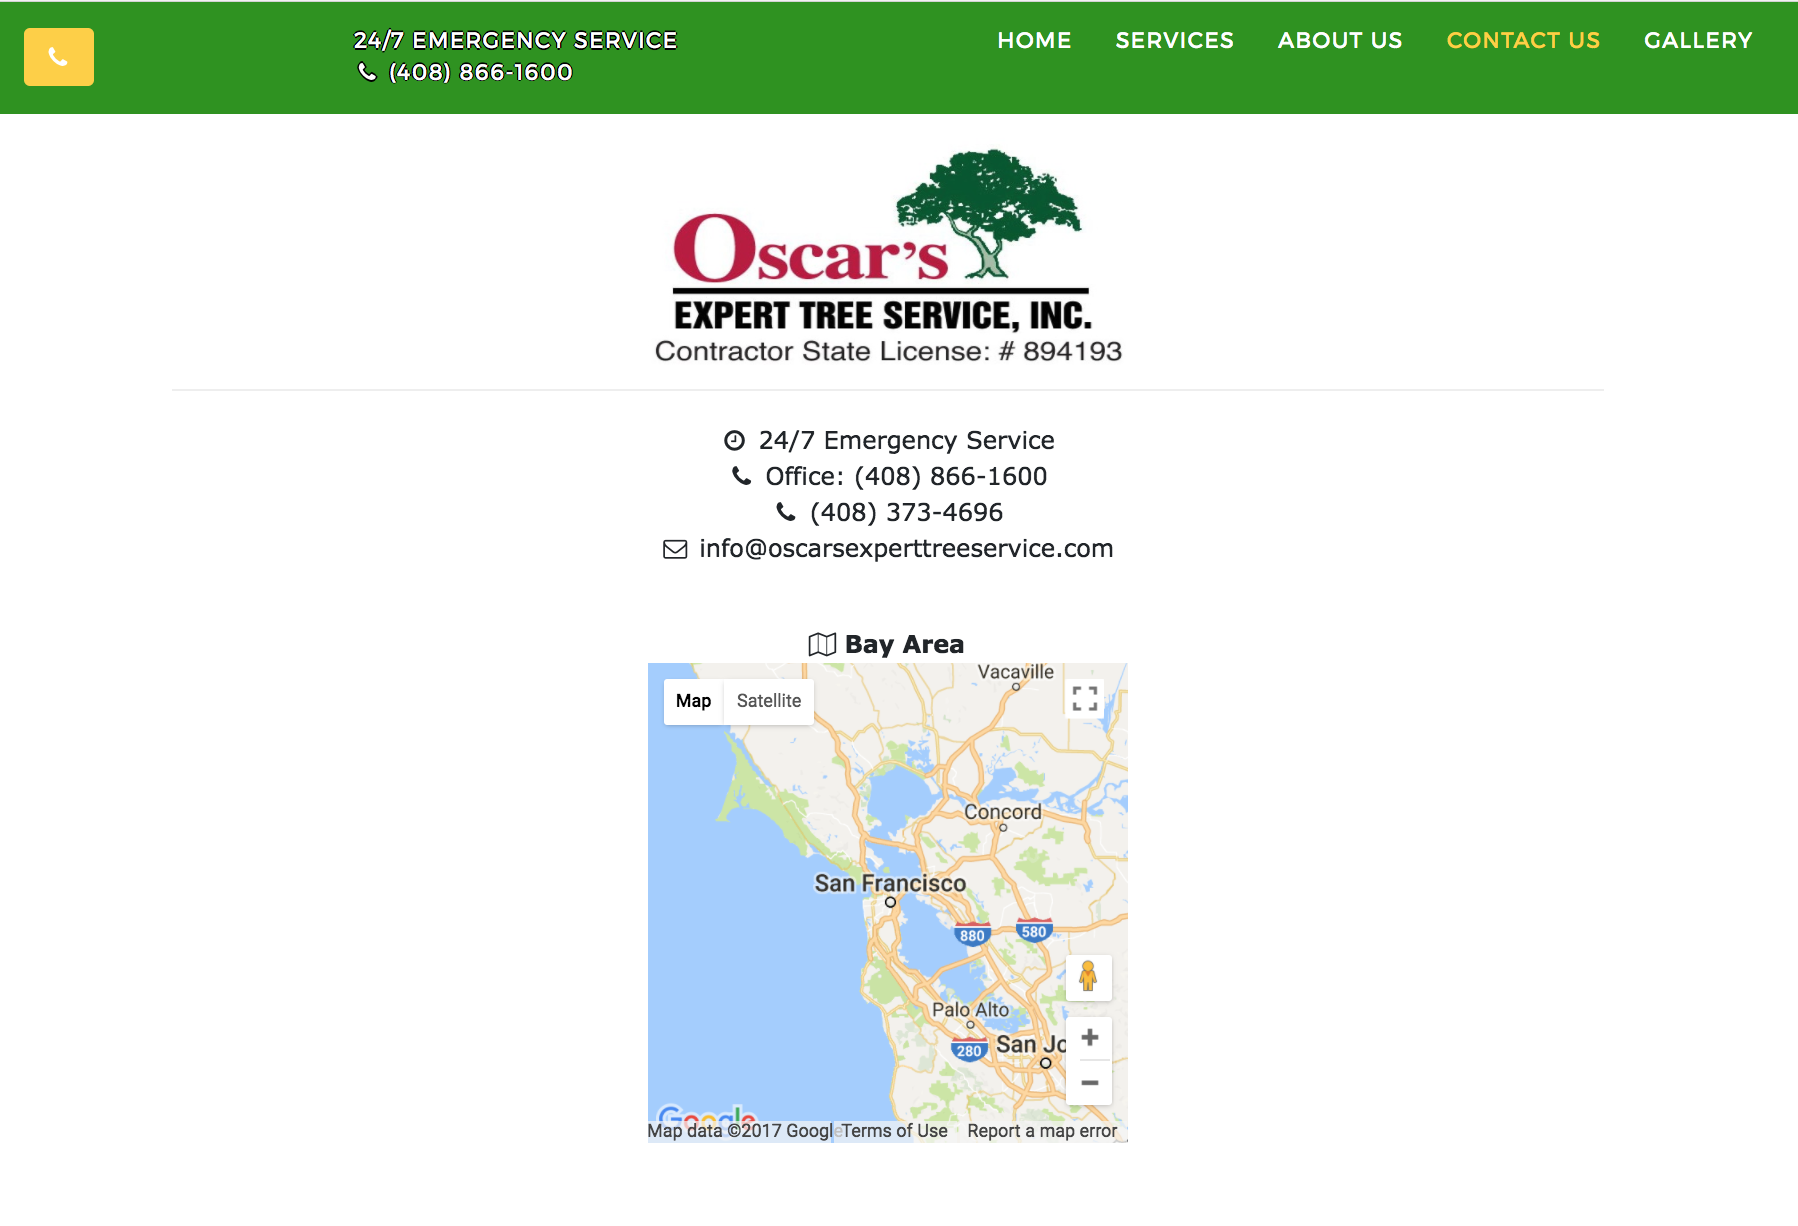 24/7 EMERGENCY SERVICE
(408) 866-1600
HOME SERVICES ABOUT US CONTACT US GALLERY
Oscar's
EXPERT TREE SERVICE, INC.
Contractor State License: # 894193
24/7 Emergency Service
Office: (408) 866-1600
(408) 373-4696
info@oscarsexperttreeservice.com
Bay Area
Vacaville
Map Satellite
Concord
San Francisco
880 580
Palo Alto
280 San Jo
Google
Map data ©2017 Google Terms of Use Report a map error